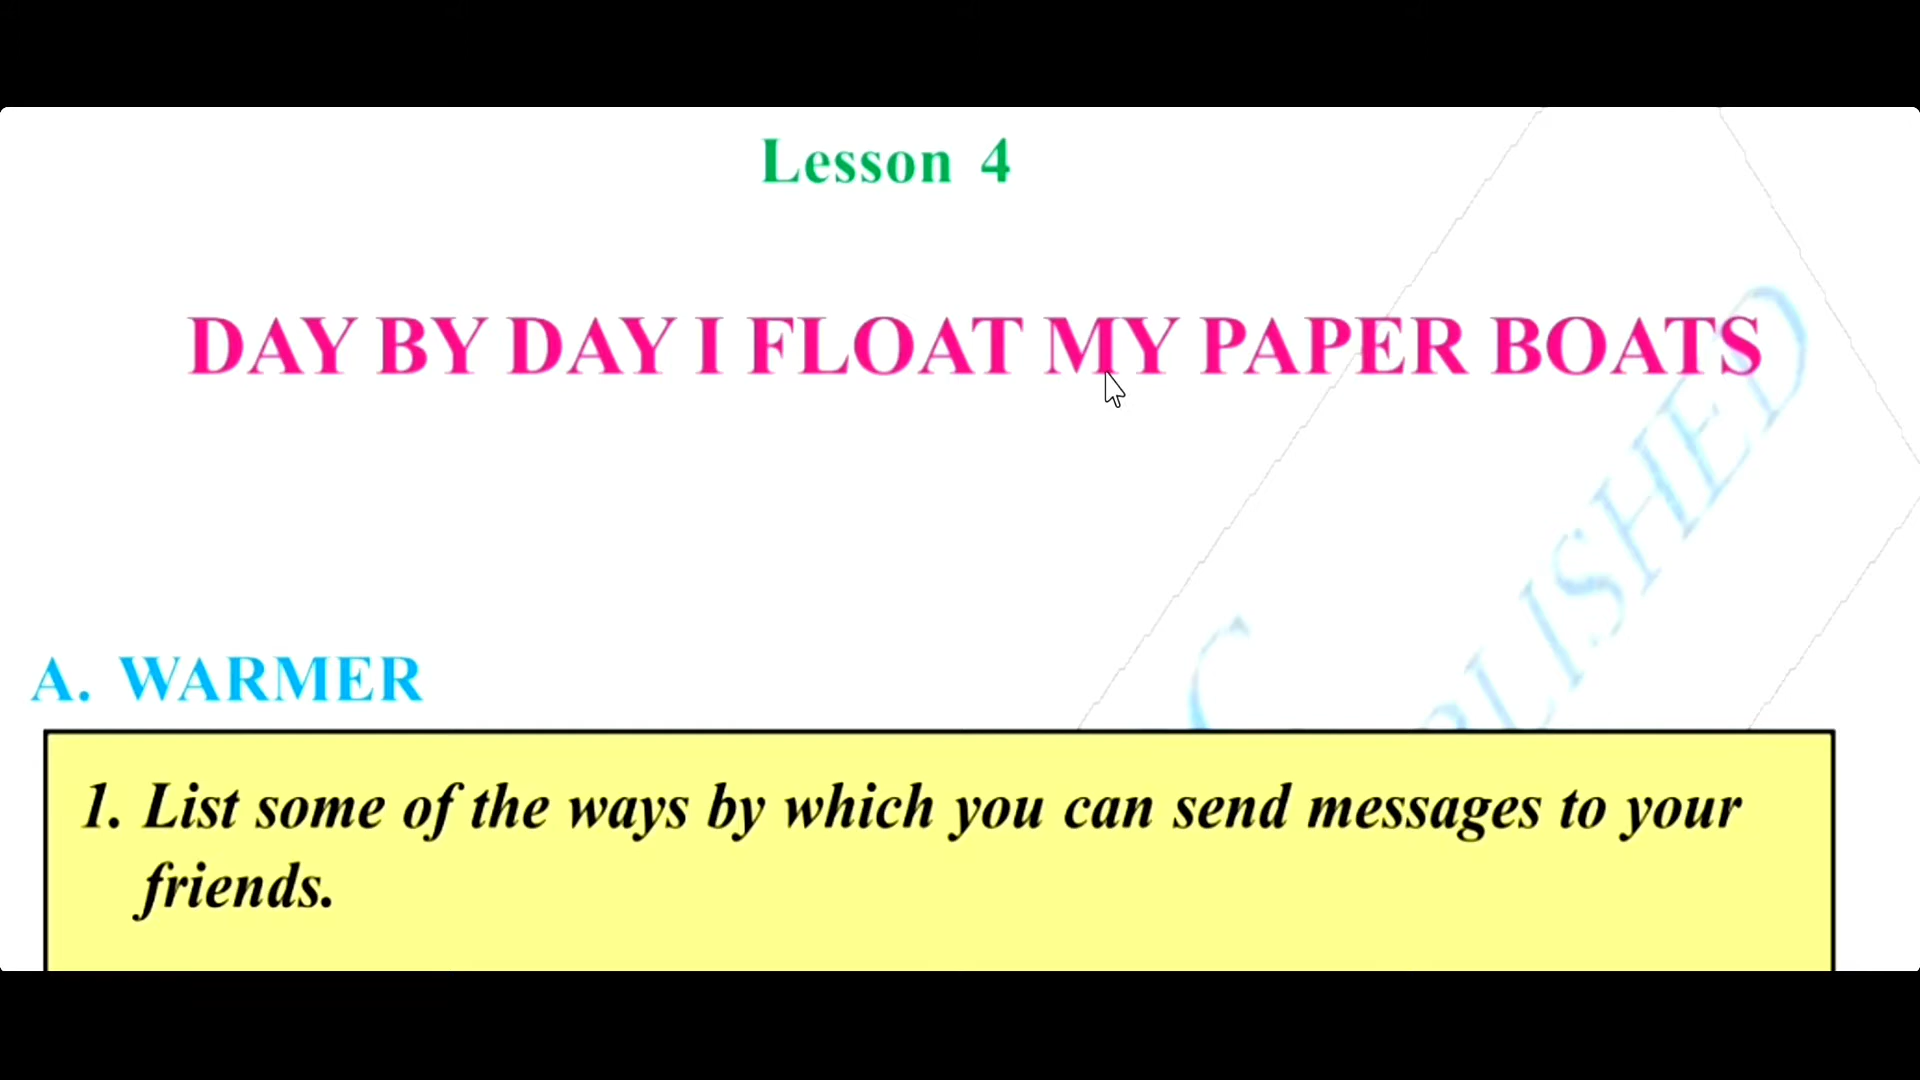 Lesson 4
DAY BY DAY I FLOAT MY PAPER BOATS
A. WARMER
1. List some of the ways by which you can send messages to your
friends.